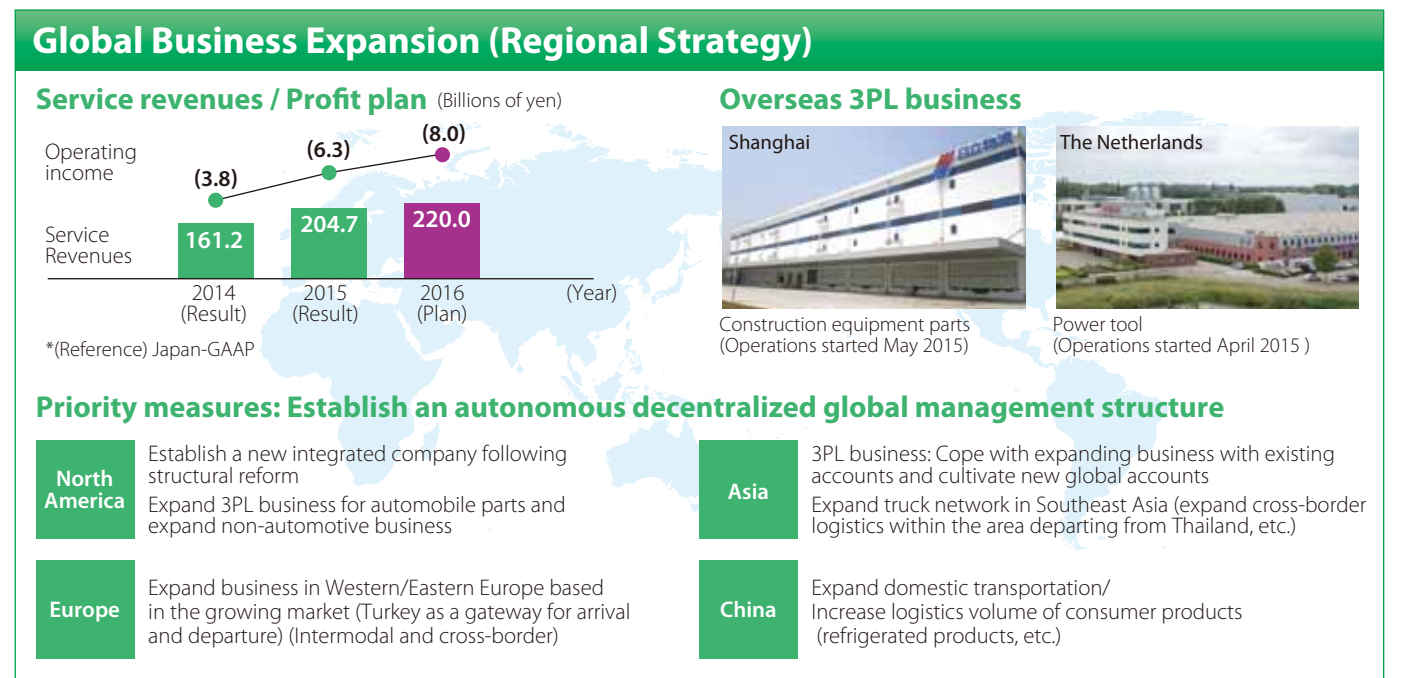 Global Business Expansion (Regional Strategy)
Service revenues / Profit plan (Billions of yen)
Operating
income
(3.8)
(6.3)
(8.0)
Service
Revenues
161.2
204.7
220.0
2014
(Result)
2015
(Result)
2016
(Plan)
(Year)
*(Reference) Japan-GAAP
Overseas 3PL business
Shanghai
Construction equipment parts
(Operations started May 2015)
The Netherlands
Power tool
(Operations started April 2015 )
Priority measures: Establish an autonomous decentralized global management structure
North
America
Establish a new integrated company following
structural reform
Expand 3PL business for automobile parts and
expand non-automotive business
Asia
3PL business: Cope with expanding business with existing
accounts and cultivate new global accounts
Expand truck network in Southeast Asia (expand cross-border
logistics within the area departing from Thailand, etc.)
Europe
Expand business in Western/Eastern Europe based
in the growing market (Turkey as a gateway for arrival
and departure) (Intermodal and cross-border)
China
Expand domestic transportation/
Increase logistics volume of consumer products
(refrigerated products, etc.)